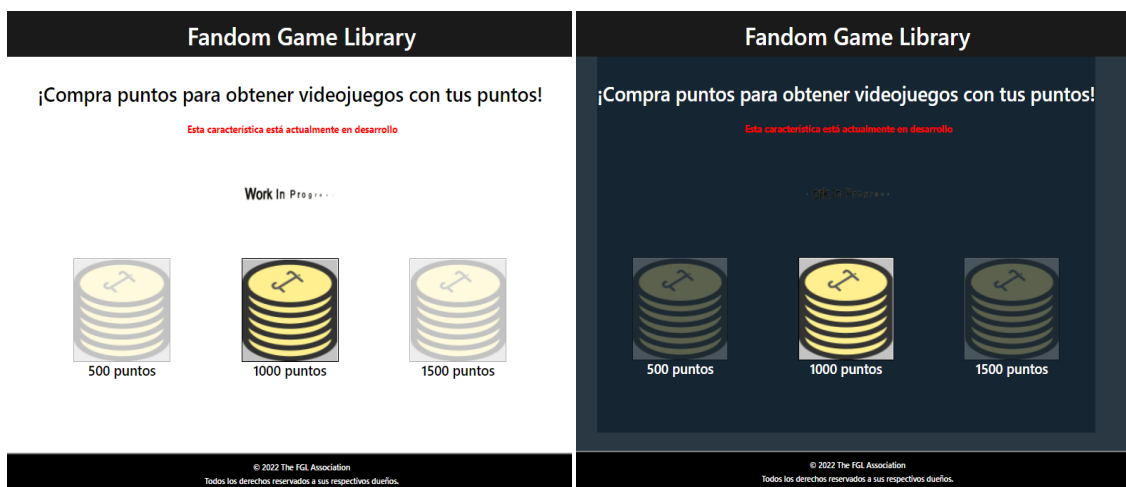 Fandom Game Library
¡Compra puntos para obtener videojuegos con tus puntos!
Esta característica está actualmente en desarrollo
Work In Progr...
500 puntos
1000 puntos
1500 puntos
© 2022 The FGL Association
Todos los derechos reservados a sus respectivos dueños.
Fandom Game Library
¡Compra puntos para obtener videojuegos con tus puntos!
Esta característica está actualmente en desarrollo
500 puntos
1000 puntos
1500 puntos
© 2022 The FGL Association
Todos los derechos reservados a sus respectivos dueños.